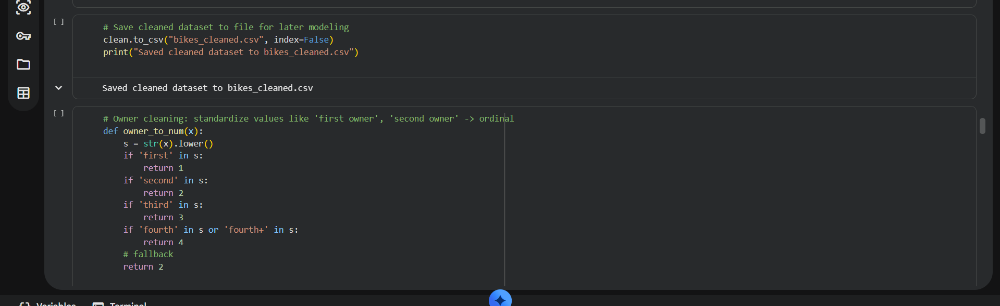 [ ]
# Save cleaned dataset to file for later modeling
clean.to_csv("bikes_cleaned.csv", index=False)
print("Saved cleaned dataset to bikes_cleaned.csv")
Saved cleaned dataset to bikes_cleaned.csv
[ ]
# Owner cleaning: standardize values like 'first owner', 'second owner' -> ordinal
def owner_to_num(x):
    s = str(x).lower()
    if 'first' in s:
        return 1
    if 'second' in s:
        return 2
    if 'third' in s:
        return 3
    if 'fourth' in s or 'fourth+' in s:
        return 4
    # fallback
    return 2
Variables
Terminal